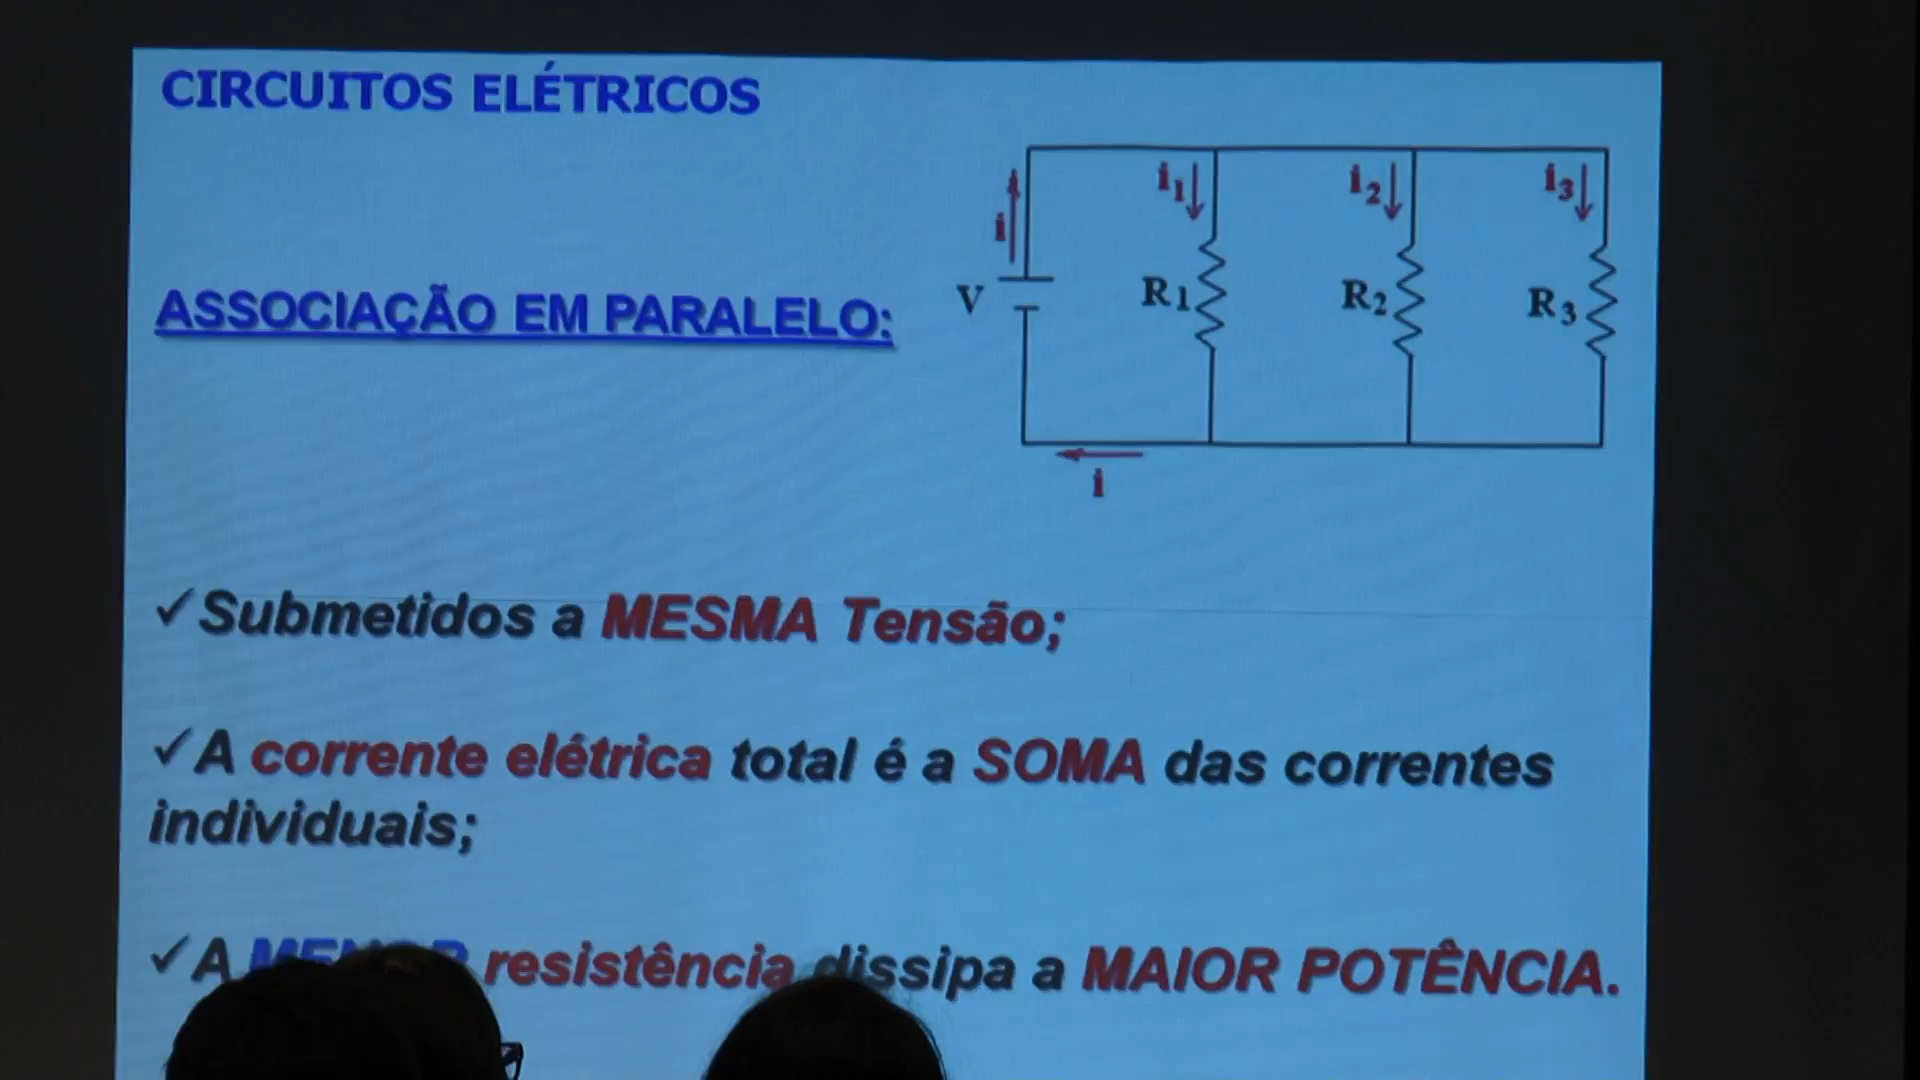 CIRCUITOS ELÉTRICOS
i
i1
i2
i3
V
R1
R2
R3
ASSOCIAÇÃO EM PARALELO:
i
✓Submetidos a MESMA Tensão;
✓A corrente elétrica total é a SOMA das correntes
individuais;
✓A MENOR resistência dissipa a MAIOR POTÊNCIA.